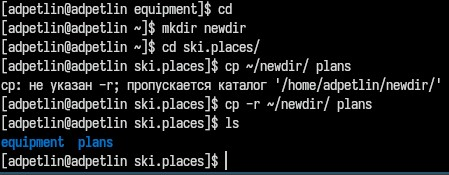 [adpetlin@adpetlin equipment]$ cd
[adpetlin@adpetlin ~]$ mkdir newdir
[adpetlin@adpetlin ~]$ cd ski.places/
[adpetlin@adpetlin ski.places]$ cp ~/newdir/ plans
cp: не указан -r; пропускается каталог '/home/adpetlin/newdir/'
[adpetlin@adpetlin ski.places]$ cp -r ~/newdir/ plans
[adpetlin@adpetlin ski.places]$ ls
equipment  plans
[adpetlin@adpetlin ski.places]$